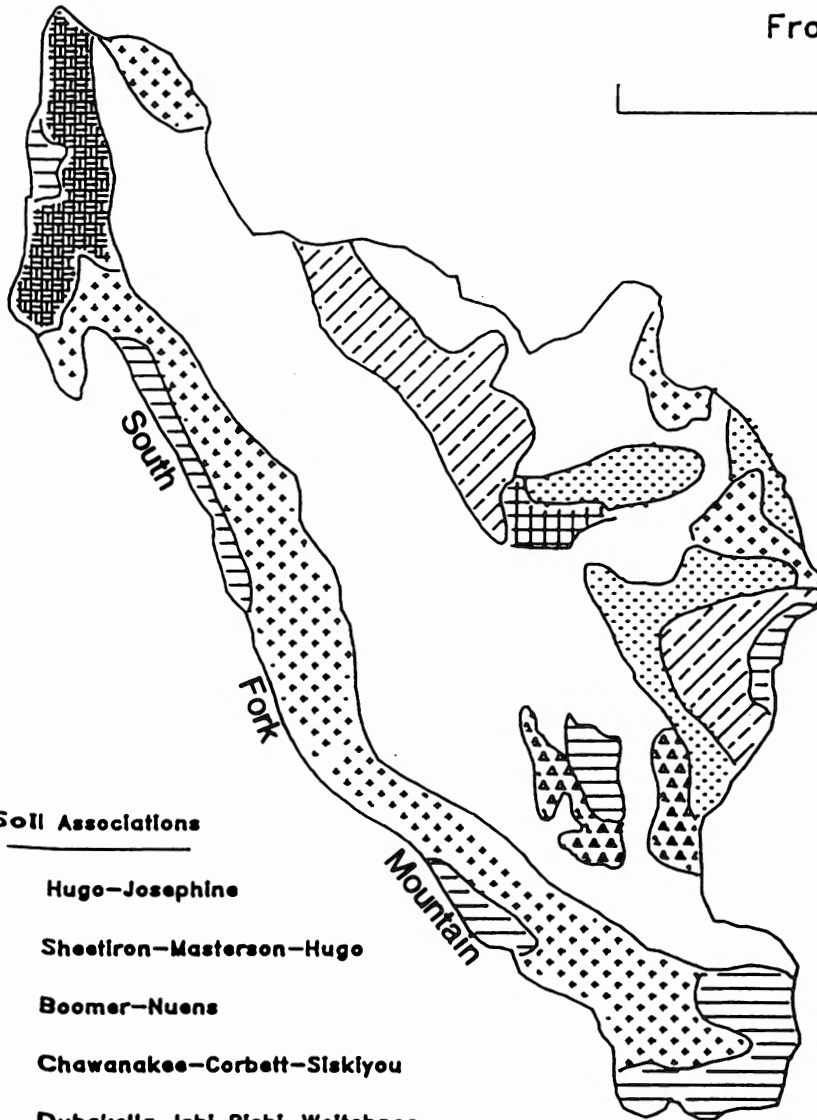 Fro
South
Fork
Mountain
Soil Associations
Hugo-Josephine
Sheetiron-Masterson-Hugo
Boomer-Nuens
Chawanakee-Corbett-Siskiyou